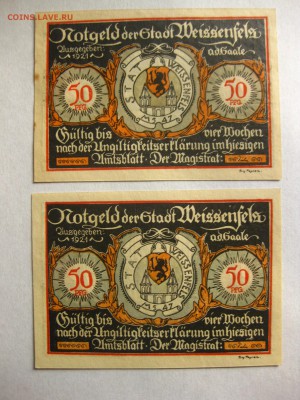 COINS.SU
Notgeld der Stadt Weissenfels
Ausgegeben: 1921
a.d. Saale
50 PFG
STADT WEISSENFELS
50 PFG
Gültig bis vier Wochen
nach der Ungiltigkeitserklärung im hiesigen
Amtsblatt · Der Magistrat:
Notgeld der Stadt Weissenfels
Ausgegeben: 1921
a.d. Saale
50 PFG
STADT WEISSENFELS
50 PFG
Gültig bis vier Wochen
nach der Ungiltigkeitserklärung im hiesigen
Amtsblatt · Der Magistrat: